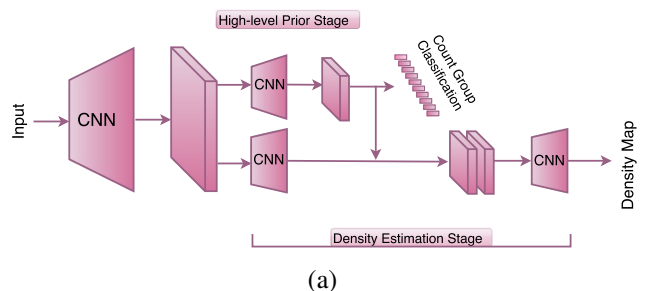 High-level Prior Stage
Input
CNN
CNN
Count Group
Classification
CNN
CNN
Density Map
Density Estimation Stage
(a)